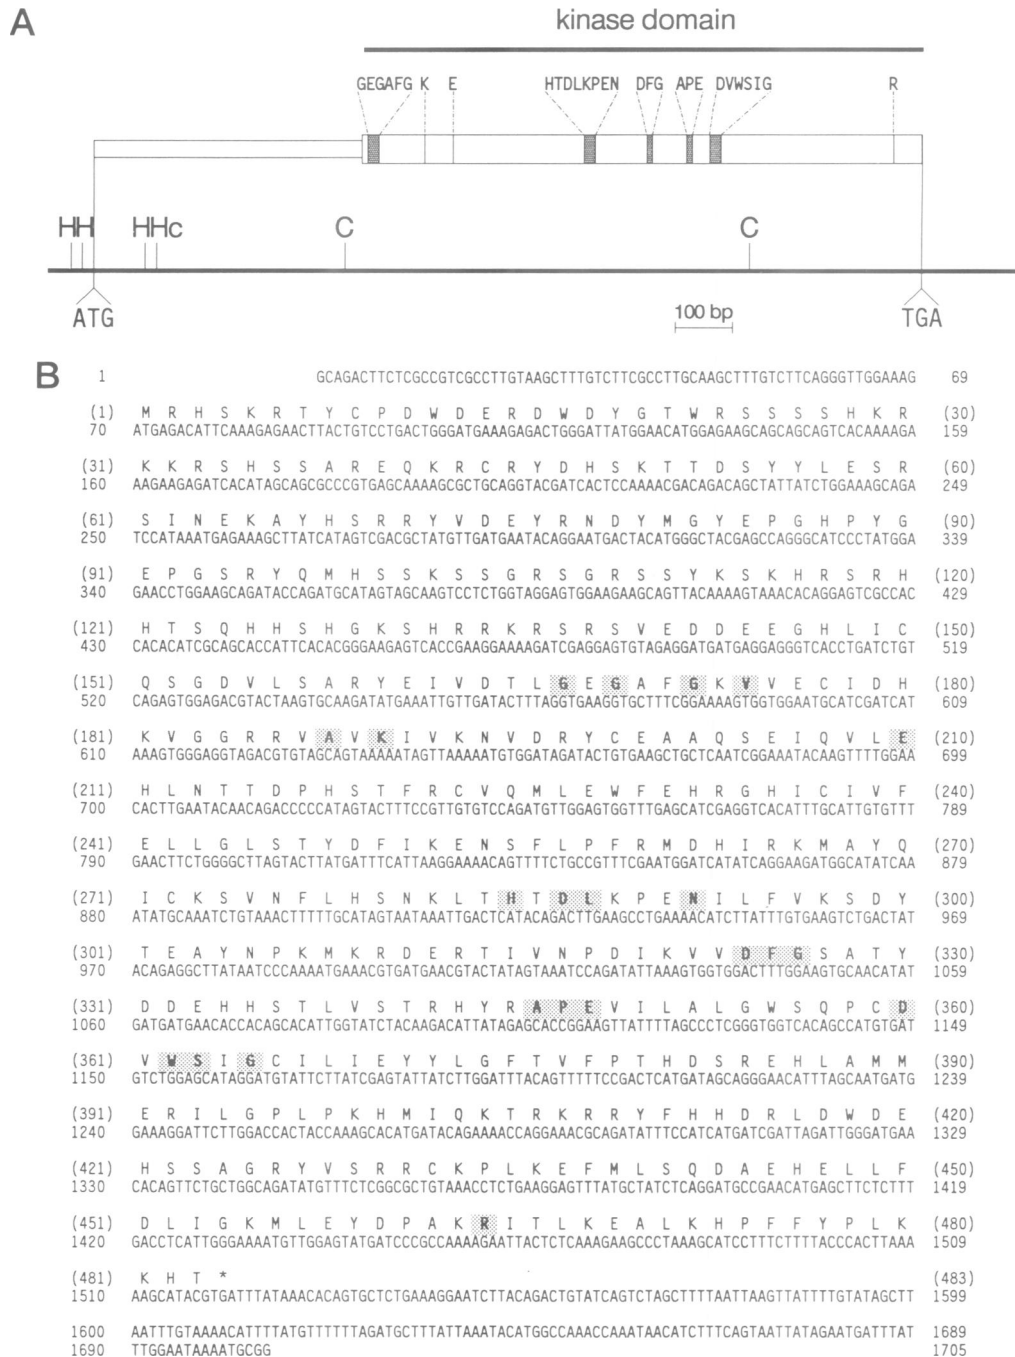 A
kinase domain
GEGAFG K E HTDLKPEN DFG APE DVWSIG R
HH HHc C C
ATG 100 bp TGA
B 1 GCAGACTTCTCGCCGTCGCCTTGTAAGCTTTGTCTTCGCCTTGCAAGCTTTGTCTTCAGGGTTGGAAAG 69
(1) M R H S K R T Y C P D W D E R D W D Y G T W R S S S S H K R (30)
70 ATGAGACATTCAAAGAGAACTTACTGTCCTGACTGGGATGAAAGAGACTGGGATTATGGAACATGGAGAAGCAGCAGCAGTCACAAAAGA 159
(31) K K R S H S S A R E Q K R C R Y D H S K T T D S Y Y L E S R (60)
160 AAGAAGAGATCACATAGCAGCGCCCGTGAGCAAAAGCGCTGCAGGTACGATCACTCCAAAACGACAGACAGCTATTATCTGGAAAGCAGA 249
(61) S I N E K A Y H S R R Y V D E Y R N D Y M G Y E P G H P Y G (90)
250 TCCATAAATGAGAAAGCTTATCATAGTCGACGCTATGTTGATGAATACAGGAATGACTACATGGGCTACGAGCCAGGGCATCCCTATGGA 339
(91) E P G S R Y Q M H S S K S S G R S G R S S Y K S K H R S R H (120)
340 GAACCTGGAAGCAGATACCAGATGCATAGTAGCAAGTCCTCTGGTAGGAGTGGAAGAAGCAGTTACAAAAGTAAACACAGGAGTCGCCAC 429
(121) H T S Q H H S H G K S H R R K R S R S V E D D E E G H L I C (150)
430 CACACATCGCAGCACCATTCACACGGGAAGAGTCACCGAAGGAAAAGATCGAGGAGTGTAGAGGATGATGAGGAGGGTCACCTGATCTGT 519
(151) Q S G D V L S A R Y E I V D T L G E G A F G K V V E C I D H (180)
520 CAGAGTGGAGACGTACTAAGTGCAAGATATGAAATTGTTGATACTTTAGGTGAAGGTGCTTTCGGAAAAGTGGTGGAATGCATCGATCAT 609
(181) K V G G R R V A V K I V K N V D R Y C E A A Q S E I Q V L E (210)
610 AAAGTGGGAGGTAGACGTGTAGCAGTAAAAATAGTTAAAAATGTGGATAGATACTGTGAAGCTGCTCAATCGGAAATACAAGTTTTGGAA 699
(211) H L N T T D P H S T F R C V Q M L E W F E H R G H I C I V F (240)
700 CACTTGAATACAACAGACCCCCATAGTACTTTCCGTTGTGTCCAGATGTTGGAGTGGTTTGAGCATCGAGGTCACATTTGCATTGTGTTT 789
(241) E L L G L S T Y D F I K E N S F L P F R M D H I R K M A Y Q (270)
790 GAACTTCTGGGGCTTAGTACTTATGATTTCATTAAGGAAAACAGTTTTCTGCCGTTTCGAATGGATCATATCAGGAAGATGGCATATCAA 879
(271) I C K S V N F L H S N K L T H T D L K P E N I L F V K S D Y (300)
880 ATATGCAAATCTGTAAACTTTTTGCATAGTAATAAATTGACTCATACAGACTTGAAGCCTGAAAACATCTTATTTGTGAAGTCTGACTAT 969
(301) T E A Y N P K M K R D E R T I V N P D I K V V D F G S A T Y (330)
970 ACAGAGGCTTATAATCCCAAAATGAAACGTGATGAACGTACTATAGTAAATCCAGATATTAAAGTGGTGGACTTTGGAAGTGCAACATAT 1059
(331) D D E H H S T L V S T R H Y R A P E V I L A L G W S Q P C D (360)
1060 GATGATGAACACCACAGCACATTGGTATCTACAAGACATTATAGAGCACCGGAAGTTATTTTAGCCCTCGGGTGGTCACAGCCATGTGAT 1149
(361) V W S I G C I L I E Y Y L G F T V F P T H D S R E H L A M M (390)
1150 GTCTGGAGCATAGGATGTATTCTTATCGAGTATTATCTTGGATTTACAGTTTTTCCGACTCATGATAGCAGGGAACATTTAGCAATGATG 1239
(391) E R I L G P L P K H M I Q K T R K R R Y F H H D R L D W D E (420)
1240 GAAAGGATTCTTGGACCACTACCAAAGCACATGATACAGAAAACCAGGAAACGCAGATATTTCCATCATGATCGATTAGATTGGGATGAA 1329
(421) H S S A G R Y V S R R C K P L K E F M L S Q D A E H E L L F (450)
1330 CACAGTTCTGCTGGCAGATATGTTTCTCGGCGCTGTAAACCTCTGAAGGAGTTTATGCTATCTCAGGATGCCGAACATGAGCTTCTCTTT 1419
(451) D L I G K M L E Y D P A K R I T L K E A L K H P F F Y P L K (480)
1420 GACCTCATTGGGAAAATGTTGGAGTATGATCCCGCCAAAAGAATTACTCTCAAAGAAGCCCTAAAGCATCCTTTCTTTTACCCACTTAAA 1509
(481) K H T * (483)
1510 AAGCATACGTGATTTATAAACACAGTGCTCTGAAAGGAATCTTACAGACTGTATCAGTCTAGCTTTTAATTAAGTTATTTTGTATAGCTT 1599
1600 AATTTGTAAAACATTTTATGTTTTTTAGATGCTTTATTAAATACATGGCCAAACCAAATAACATCTTTCAGTAATTATAGAATGATTTAT 1689
1690 TTGGAATAAAATGCGG 1705